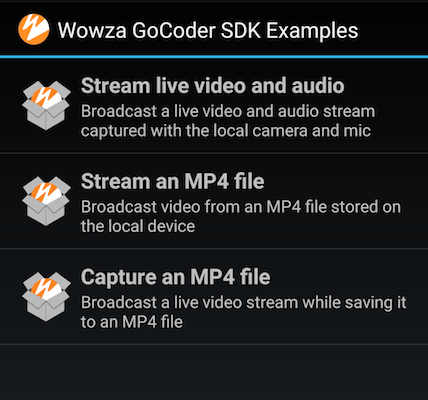 Wowza GoCoder SDK Examples
Stream live video and audio
Broadcast a live video and audio stream
captured with the local camera and mic
Stream an MP4 file
Broadcast video from an MP4 file stored on
the local device
Capture an MP4 file
Broadcast a live video stream while saving it
to an MP4 file